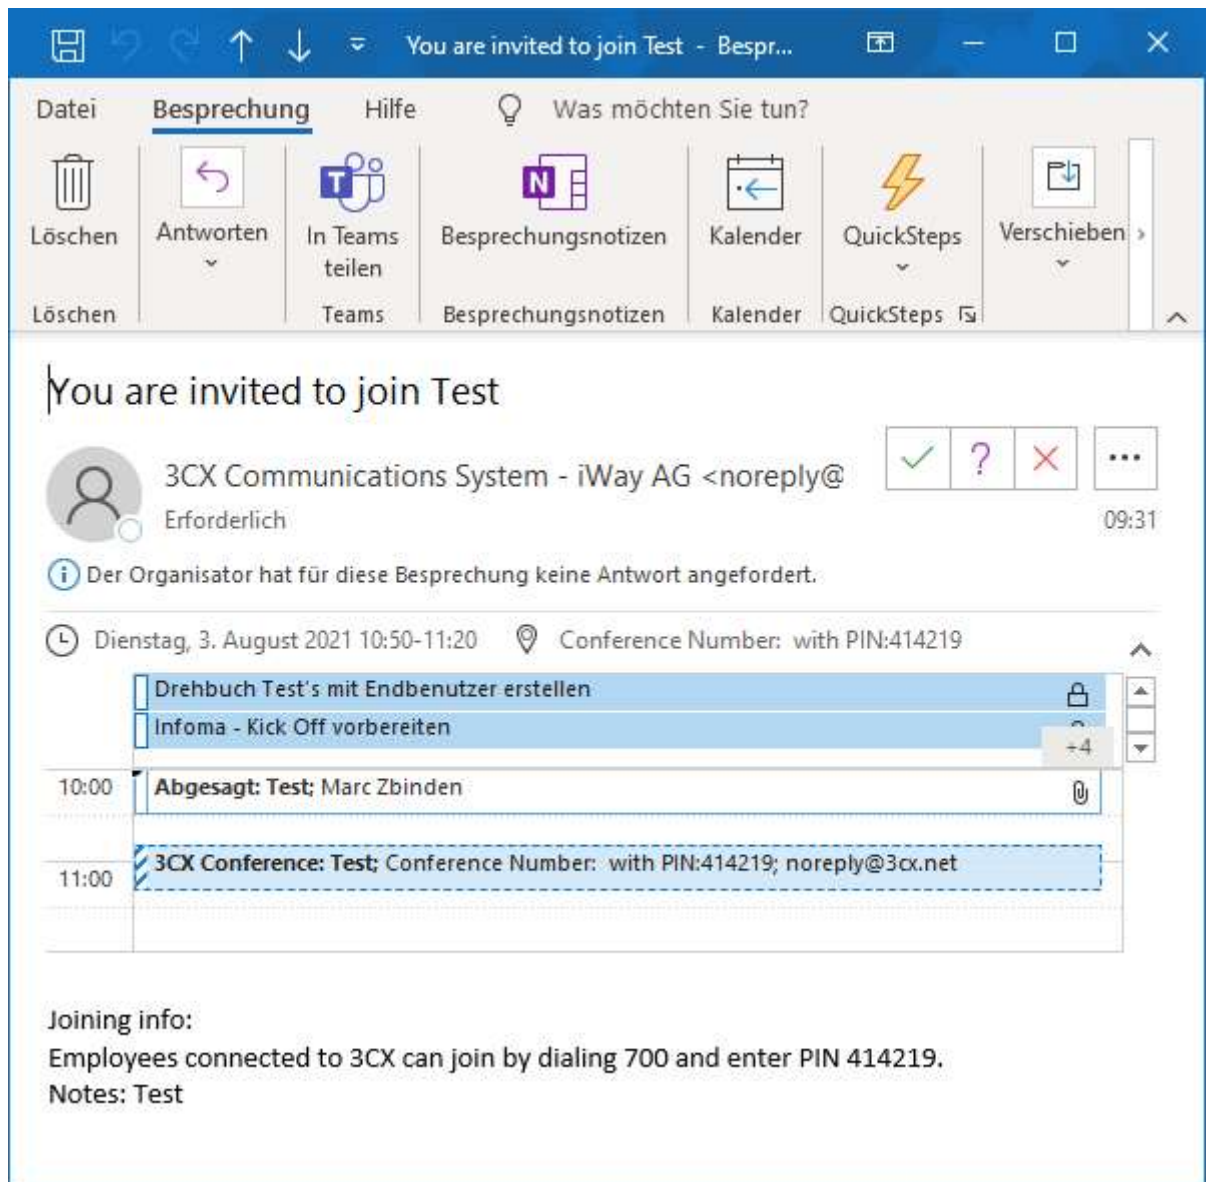 You are invited to join Test - Bespr...
Datei Besprechung Hilfe Was möchten Sie tun?
Löschen Antworten In Teams teilen Besprechungsnotizen Kalender QuickSteps Verschieben
Löschen Teams Besprechungsnotizen Kalender QuickSteps
You are invited to join Test
3CX Communications System - iWay AG <noreply@
Erforderlich 09:31
Der Organisator hat für diese Besprechung keine Antwort angefordert.
Dienstag, 3. August 2021 10:50-11:20 Conference Number: with PIN:414219
Drehbuch Test's mit Endbenutzer erstellen
Infoma - Kick Off vorbereiten
+4
10:00 Abgesagt: Test; Marc Zbinden
3CX Conference: Test; Conference Number: with PIN:414219; noreply@3cx.net
11:00
Joining info:
Employees connected to 3CX can join by dialing 700 and enter PIN 414219.
Notes: Test